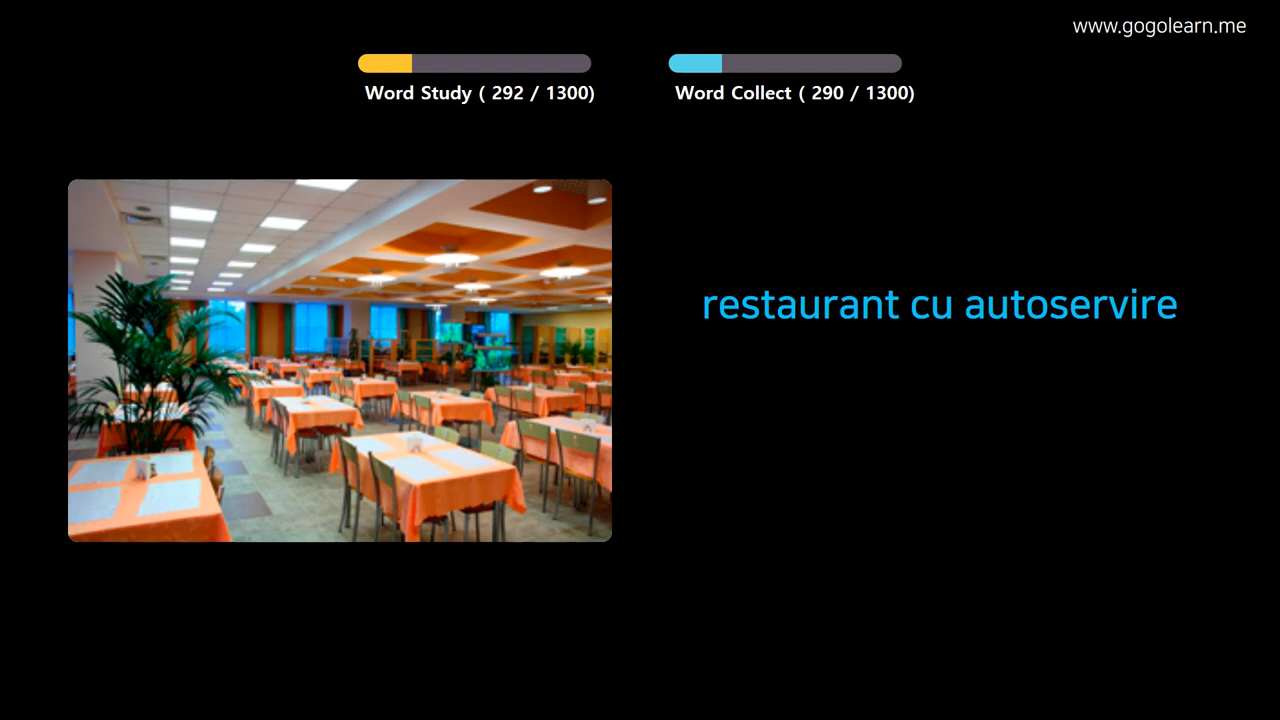 www.gogolearn.me
Word Study ( 292 / 1300)
Word Collect ( 290 / 1300)
restaurant cu autoservire